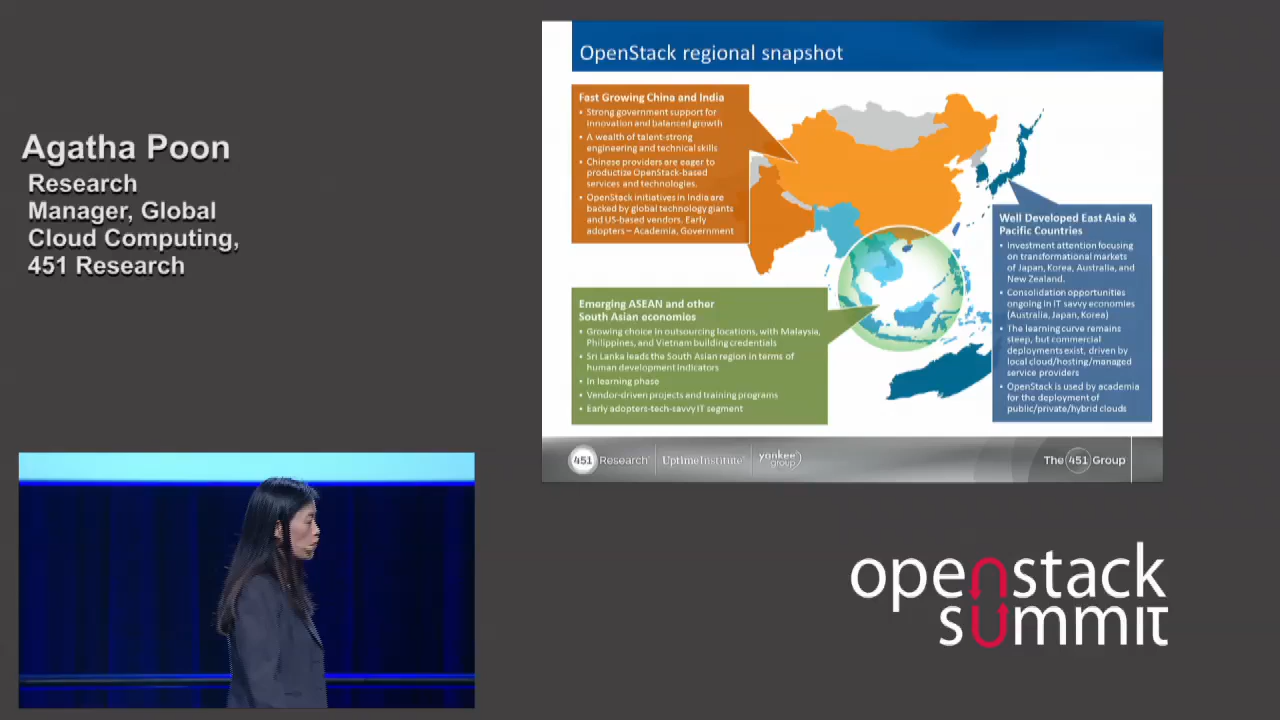 Agatha Poon
Research
Manager, Global
Cloud Computing,
451 Research
OpenStack regional snapshot
Fast Growing China and India
• Strong government support for
innovation and balanced growth
• A wealth of talent-strong
engineering and technical skills
• Chinese providers are eager to
productize OpenStack-based
services and technologies.
• OpenStack initiatives in India are
backed by global technology giants
and US-based vendors. Early
adopters – Academia, Government
Well Developed East Asia &
Pacific Countries
• Investment attention focusing
on transformational markets
of Japan, Korea, Australia, and
New Zealand.
• Consolidation opportunities
ongoing in IT savvy economies
(Australia, Japan, Korea)
• The learning curve remains
steep, but commercial
deployments exist, driven by
local cloud/hosting/managed
service providers
• OpenStack is used by academia
for the deployment of
public/private/hybrid clouds
Emerging ASEAN and other
South Asian economies
• Growing choice in outsourcing locations, with Malaysia,
Philippines, and Vietnam building credentials
• Sri Lanka leads the South Asian region in terms of
human development indicators
• In learning phase
• Vendor-driven projects and training programs
• Early adopters-tech-savvy IT segment
451 Research
UptimeInstitute
yankee
group
The 451 Group
openstack
summit